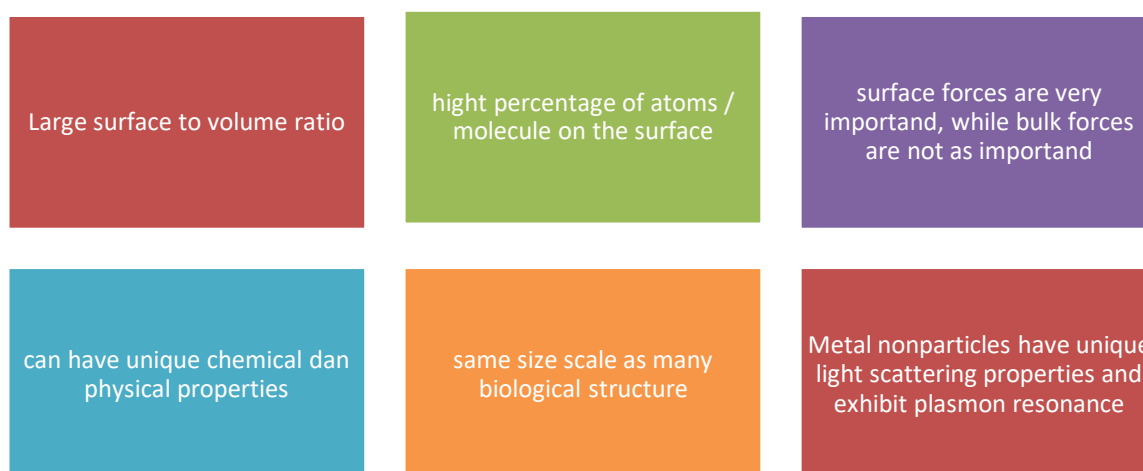 Large surface to volume ratio
hight percentage of atoms /
molecule on the surface
surface forces are very
importand, while bulk forces
are not as importand
can have unique chemical dan
physical properties
same size scale as many
biological structure
Metal nonparticles have unique
light scattering properties and
exhibit plasmon resonance